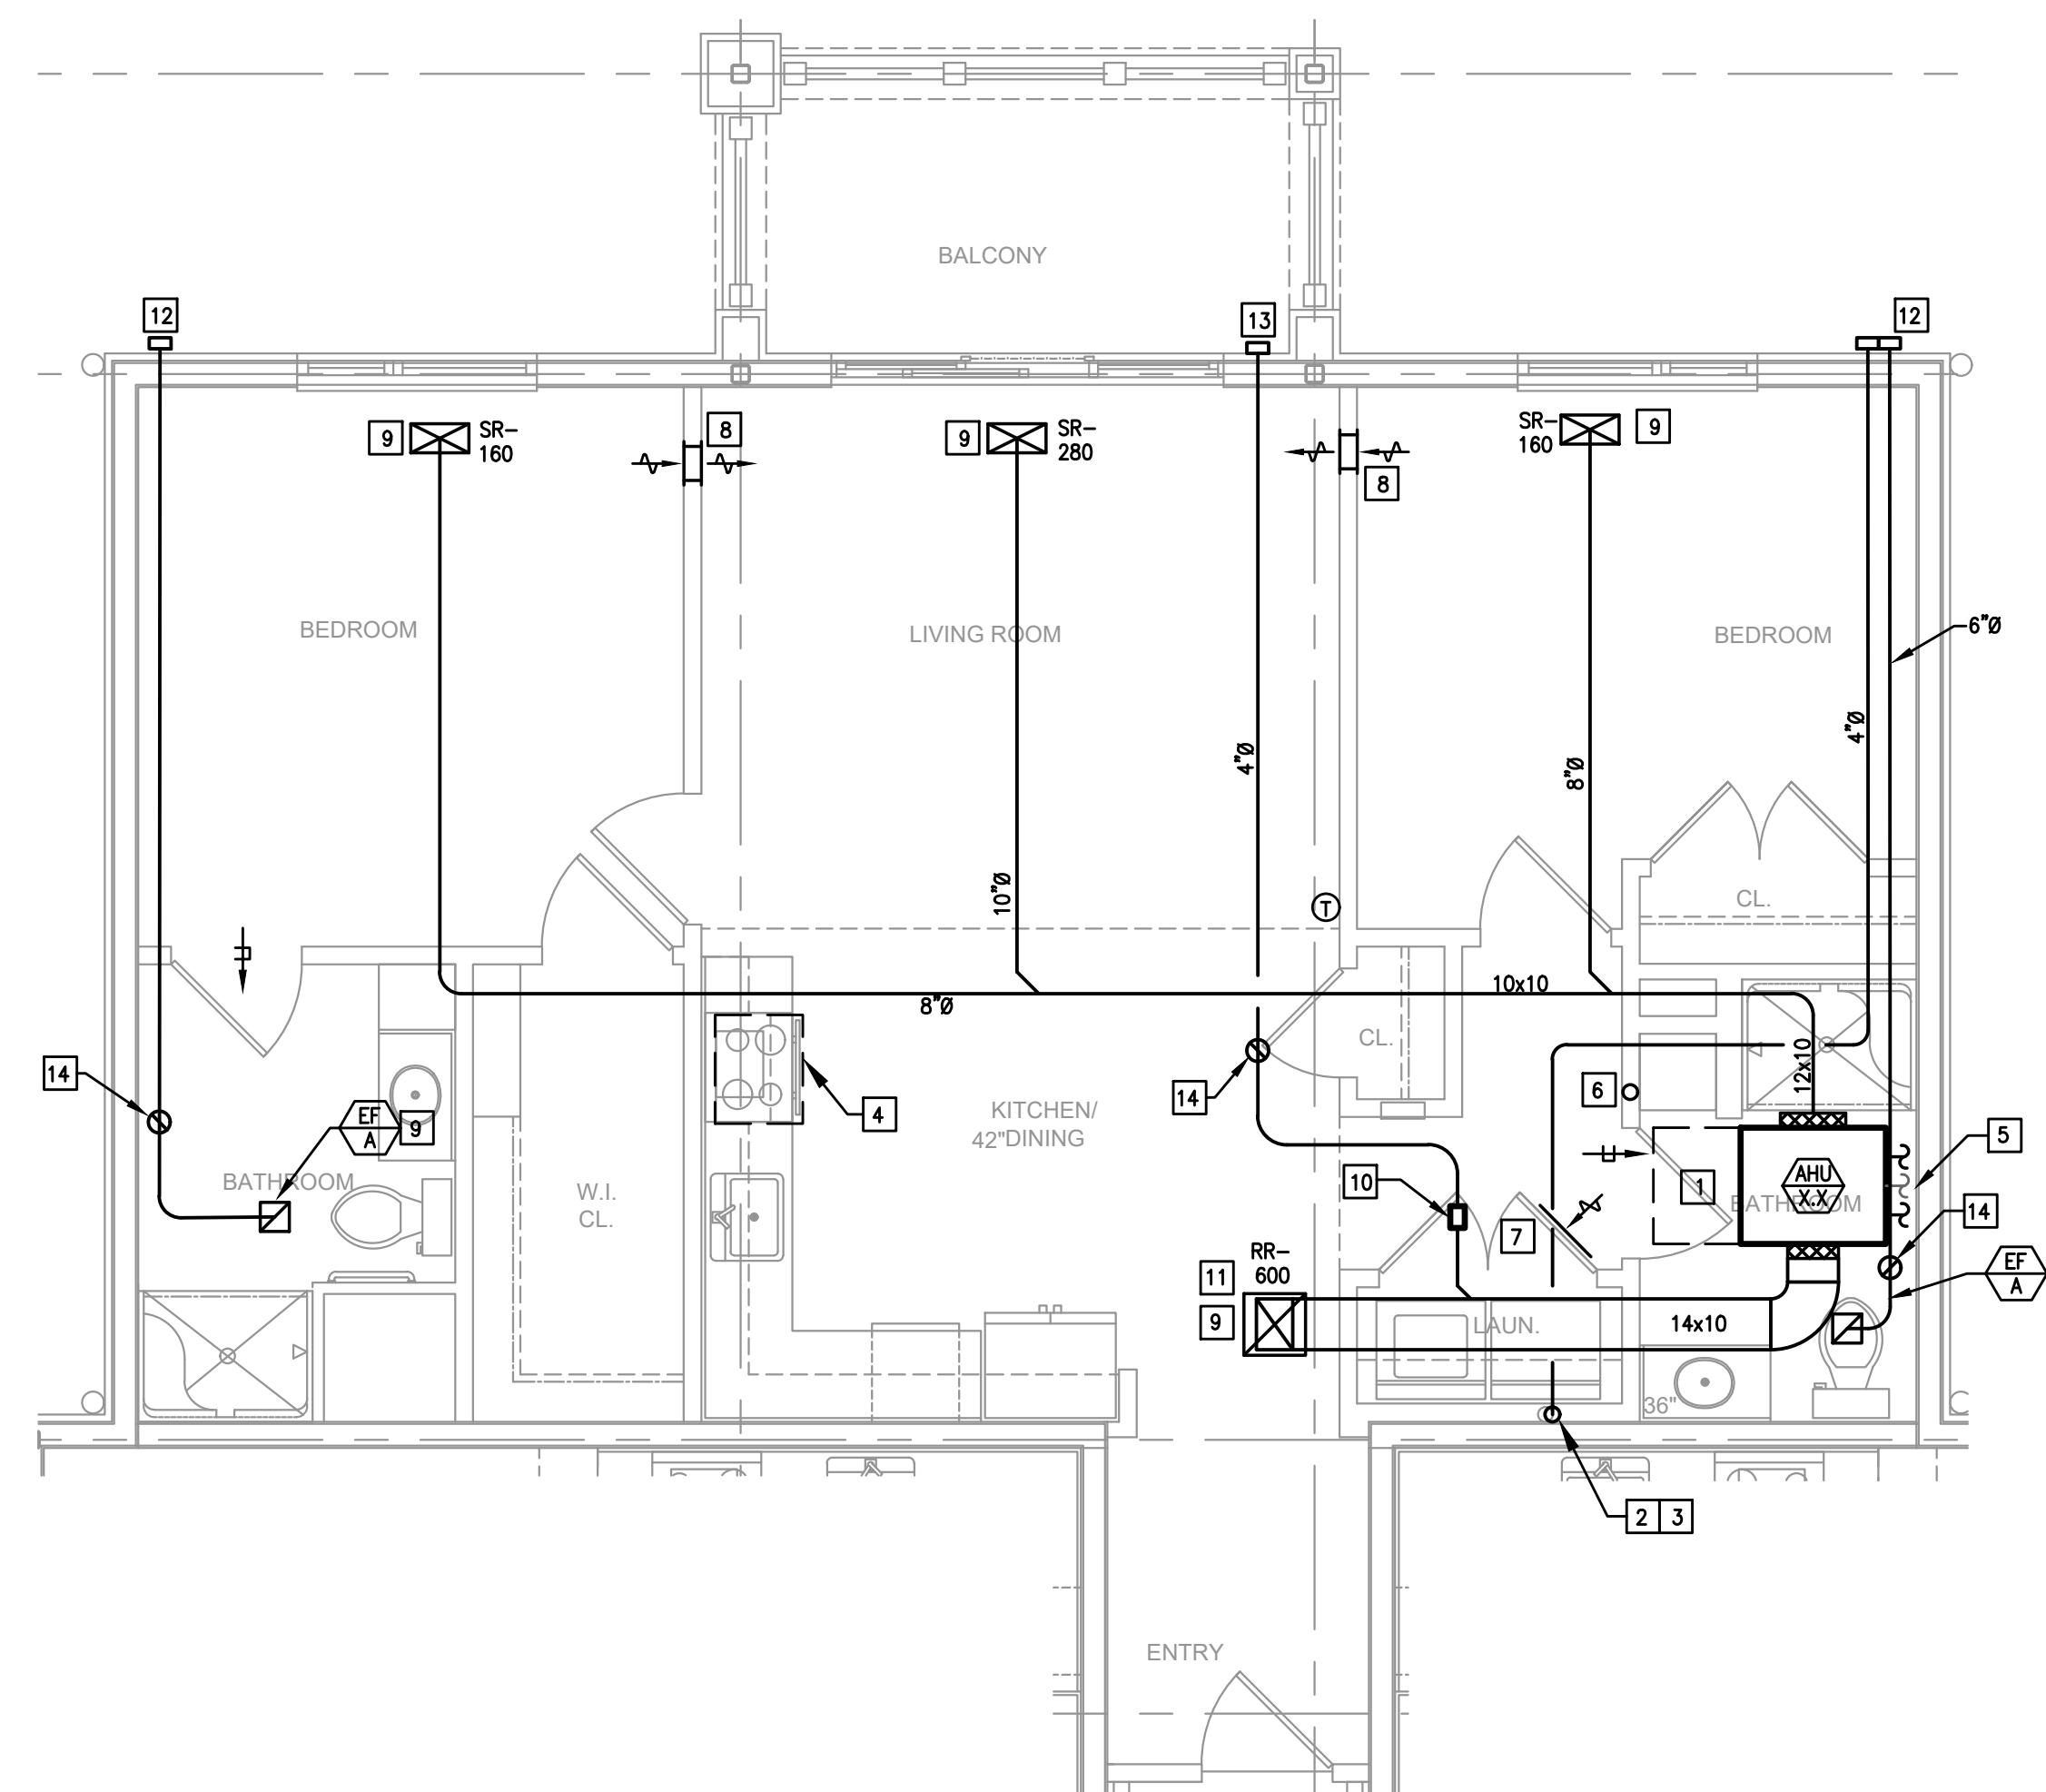 BALCONY
12
13
12
9
SR-
160
8
9
SR-
280
SR-
160
9
8
BEDROOM
LIVING ROOM
BEDROOM
6"Ø
4"Ø
4"Ø
8"Ø
10"Ø
T
CL.
10x10
8"Ø
CL.
12x10
14
14
6
4
EF
A
9
KITCHEN/
42"DINING
5
BATHROOM
W.I.
CL.
10
1
AHU
X.X
BATHROOM
14
7
RR-
600
11
9
EF
A
LAUN.
14x10
36"
2
3
ENTRY